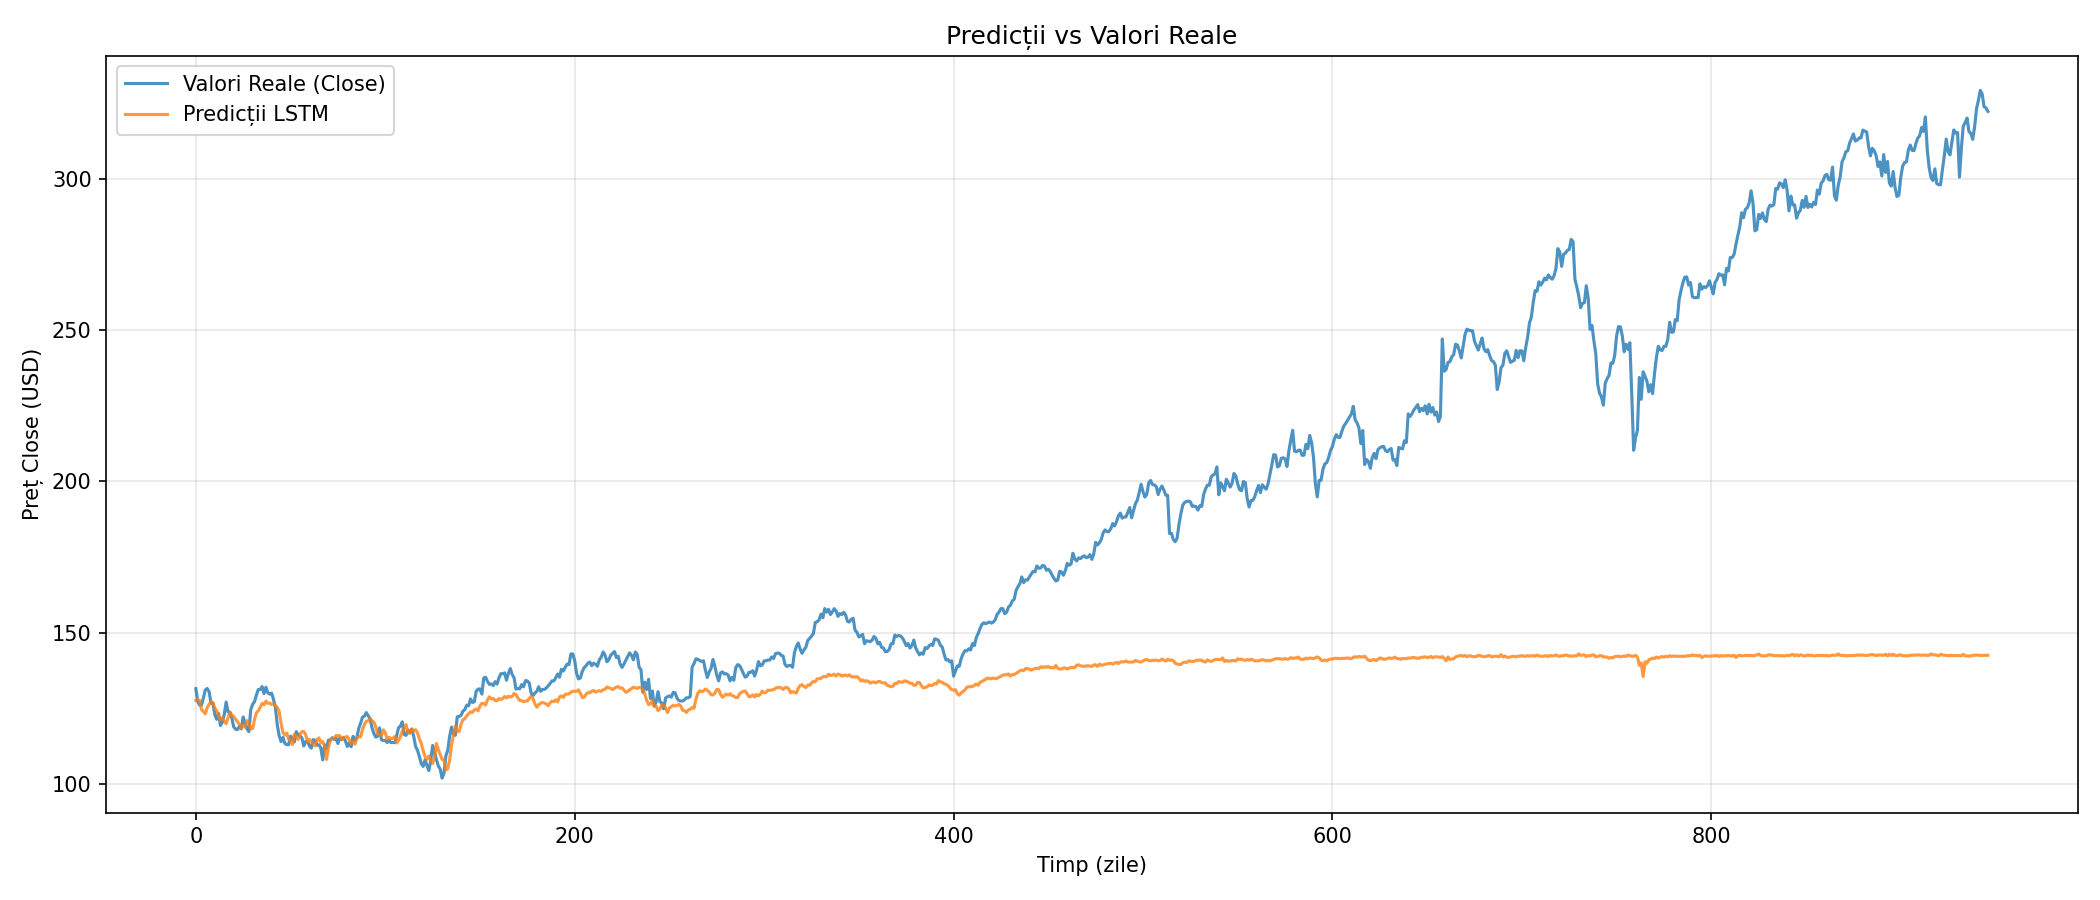 Predicții vs Valori Reale
Valori Reale (Close)
Predicții LSTM
Preț Close (USD)
300
250
200
150
100
0
200
400
600
800
Timp (zile)